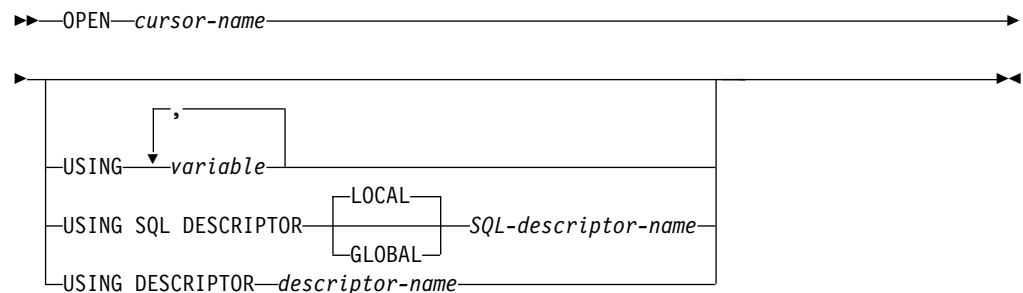 OPEN cursor-name
,
USING variable
LOCAL
USING SQL DESCRIPTOR SQL-descriptor-name
GLOBAL
USING DESCRIPTOR descriptor-name